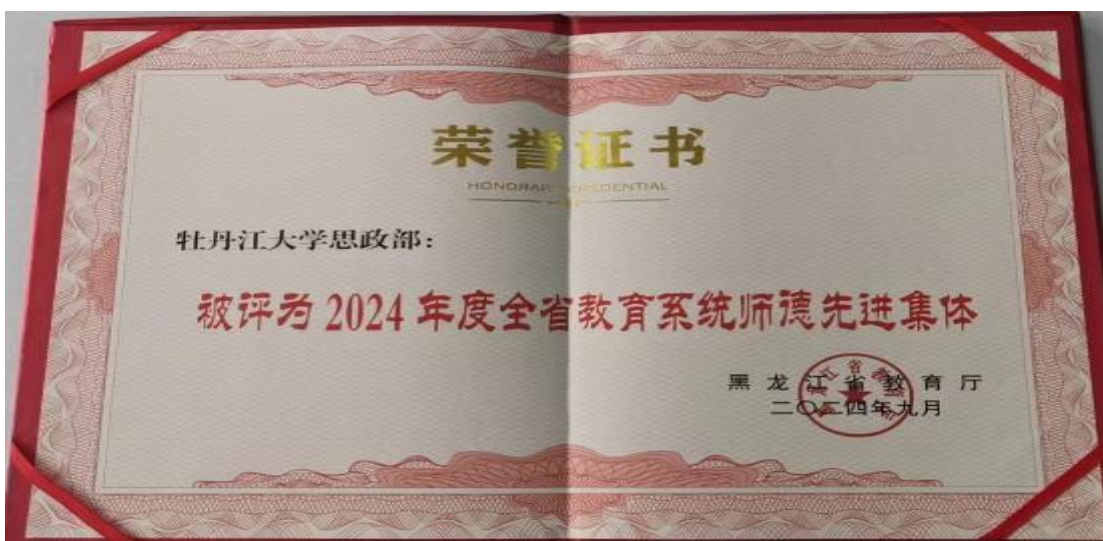 荣誉证书
HONORARY CREDENTIAL
牡丹江大学思政部：
被评为2024年度全省教育系统师德先进集体
黑龙江省教育厅
二〇二四年九月